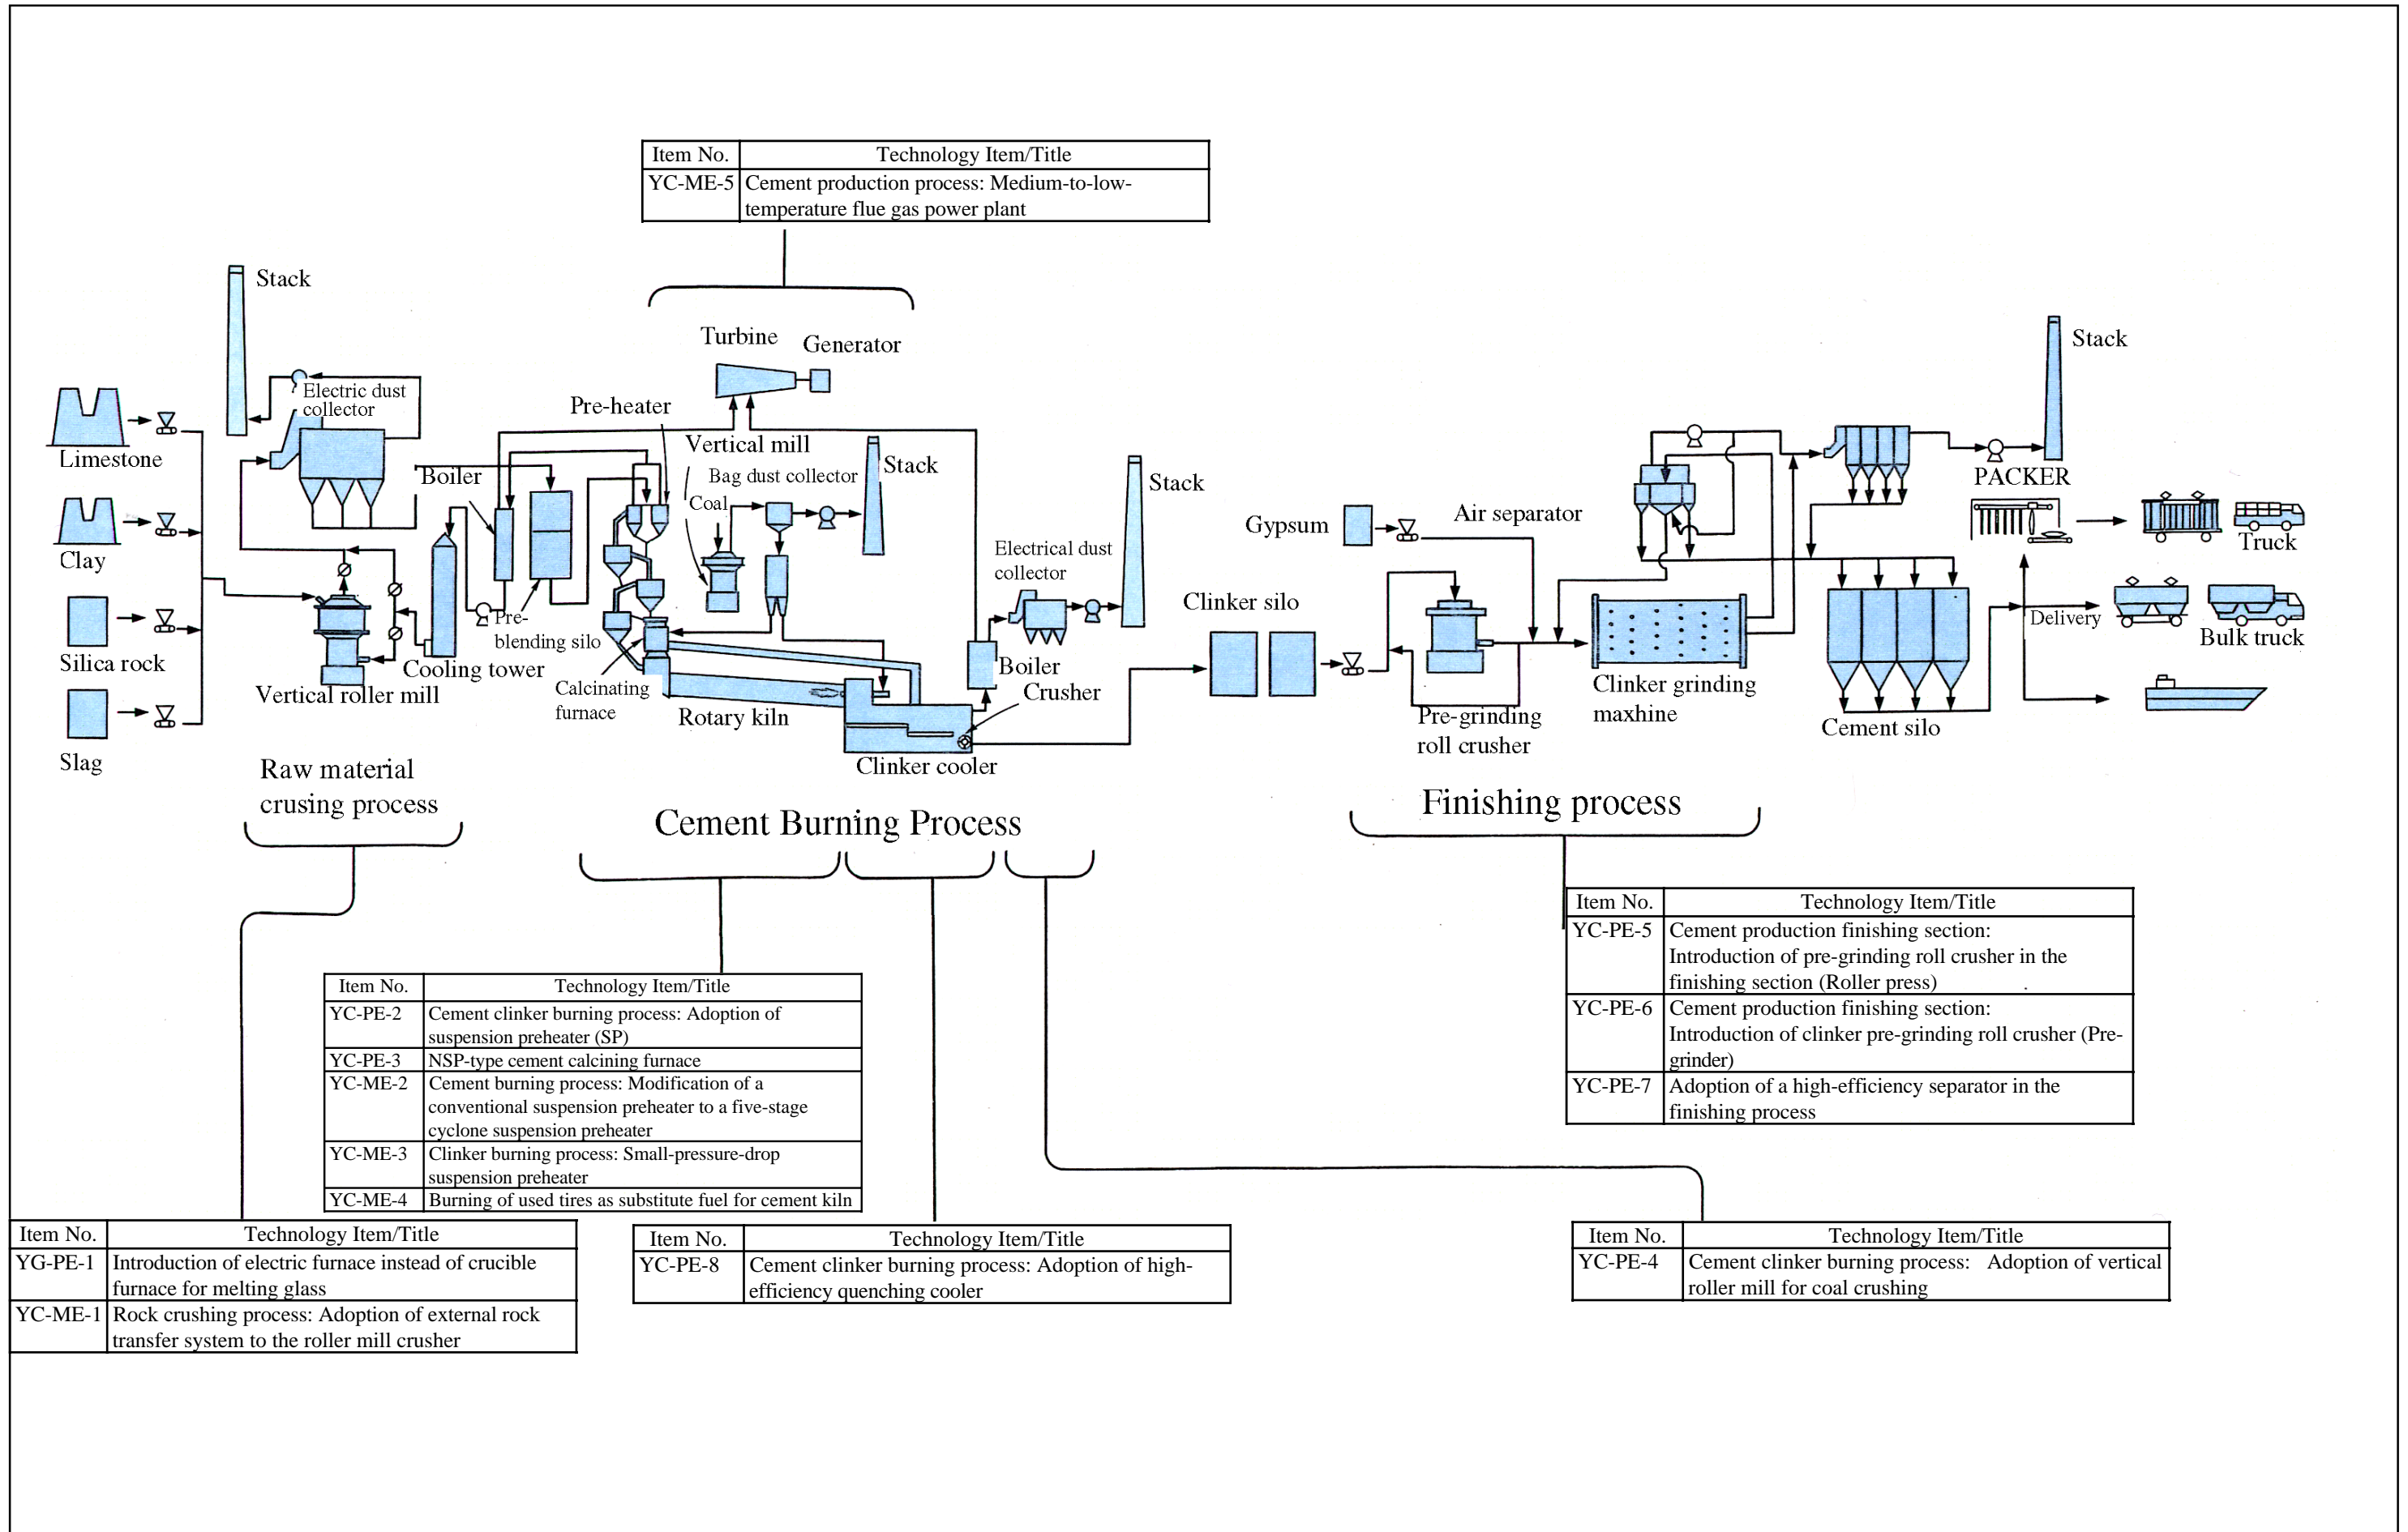 Item No. Technology Item/Title
YC-ME-5 Cement production process: Medium-to-low-
temperature flue gas power plant
Stack
Turbine
Generator
Stack
Electric dust
collector
Pre-heater
Limestone
Boiler
Vertical mill
Bag dust collector
Coal
Stack
Stack
PACKER
Gypsum
Air separator
Truck
Clay
Electrical dust
collector
Clinker silo
Delivery
Bulk truck
Silica rock
Cooling tower
Pre-
blending silo
Vertical roller mill
Calcinating
furnace
Rotary kiln
Boiler
Crusher
Clinker grinding
maxhine
Pre-grinding
roll crusher
Cement silo
Slag
Clinker cooler
Raw material
crusing process
Cement Burning Process
Finishing process
Item No. Technology Item/Title
YC-PE-5 Cement production finishing section:
Introduction of pre-grinding roll crusher in the
finishing section (Roller press)
YC-PE-6 Cement production finishing section:
Introduction of clinker pre-grinding roll crusher (Pre-
grinder)
YC-PE-7 Adoption of a high-efficiency separator in the
finishing process
Item No. Technology Item/Title
YC-PE-2 Cement clinker burning process: Adoption of
suspension preheater (SP)
YC-PE-3 NSP-type cement calcining furnace
YC-ME-2 Cement burning process: Modification of a
conventional suspension preheater to a five-stage
cyclone suspension preheater
YC-ME-3 Clinker burning process: Small-pressure-drop
suspension preheater
YC-ME-4 Burning of used tires as substitute fuel for cement kiln
Item No. Technology Item/Title
YG-PE-1 Introduction of electric furnace instead of crucible
furnace for melting glass
YC-ME-1 Rock crushing process: Adoption of external rock
transfer system to the roller mill crusher
Item No. Technology Item/Title
YC-PE-8 Cement clinker burning process: Adoption of high-
efficiency quenching cooler
Item No. Technology Item/Title
YC-PE-4 Cement clinker burning process: Adoption of vertical
roller mill for coal crushing